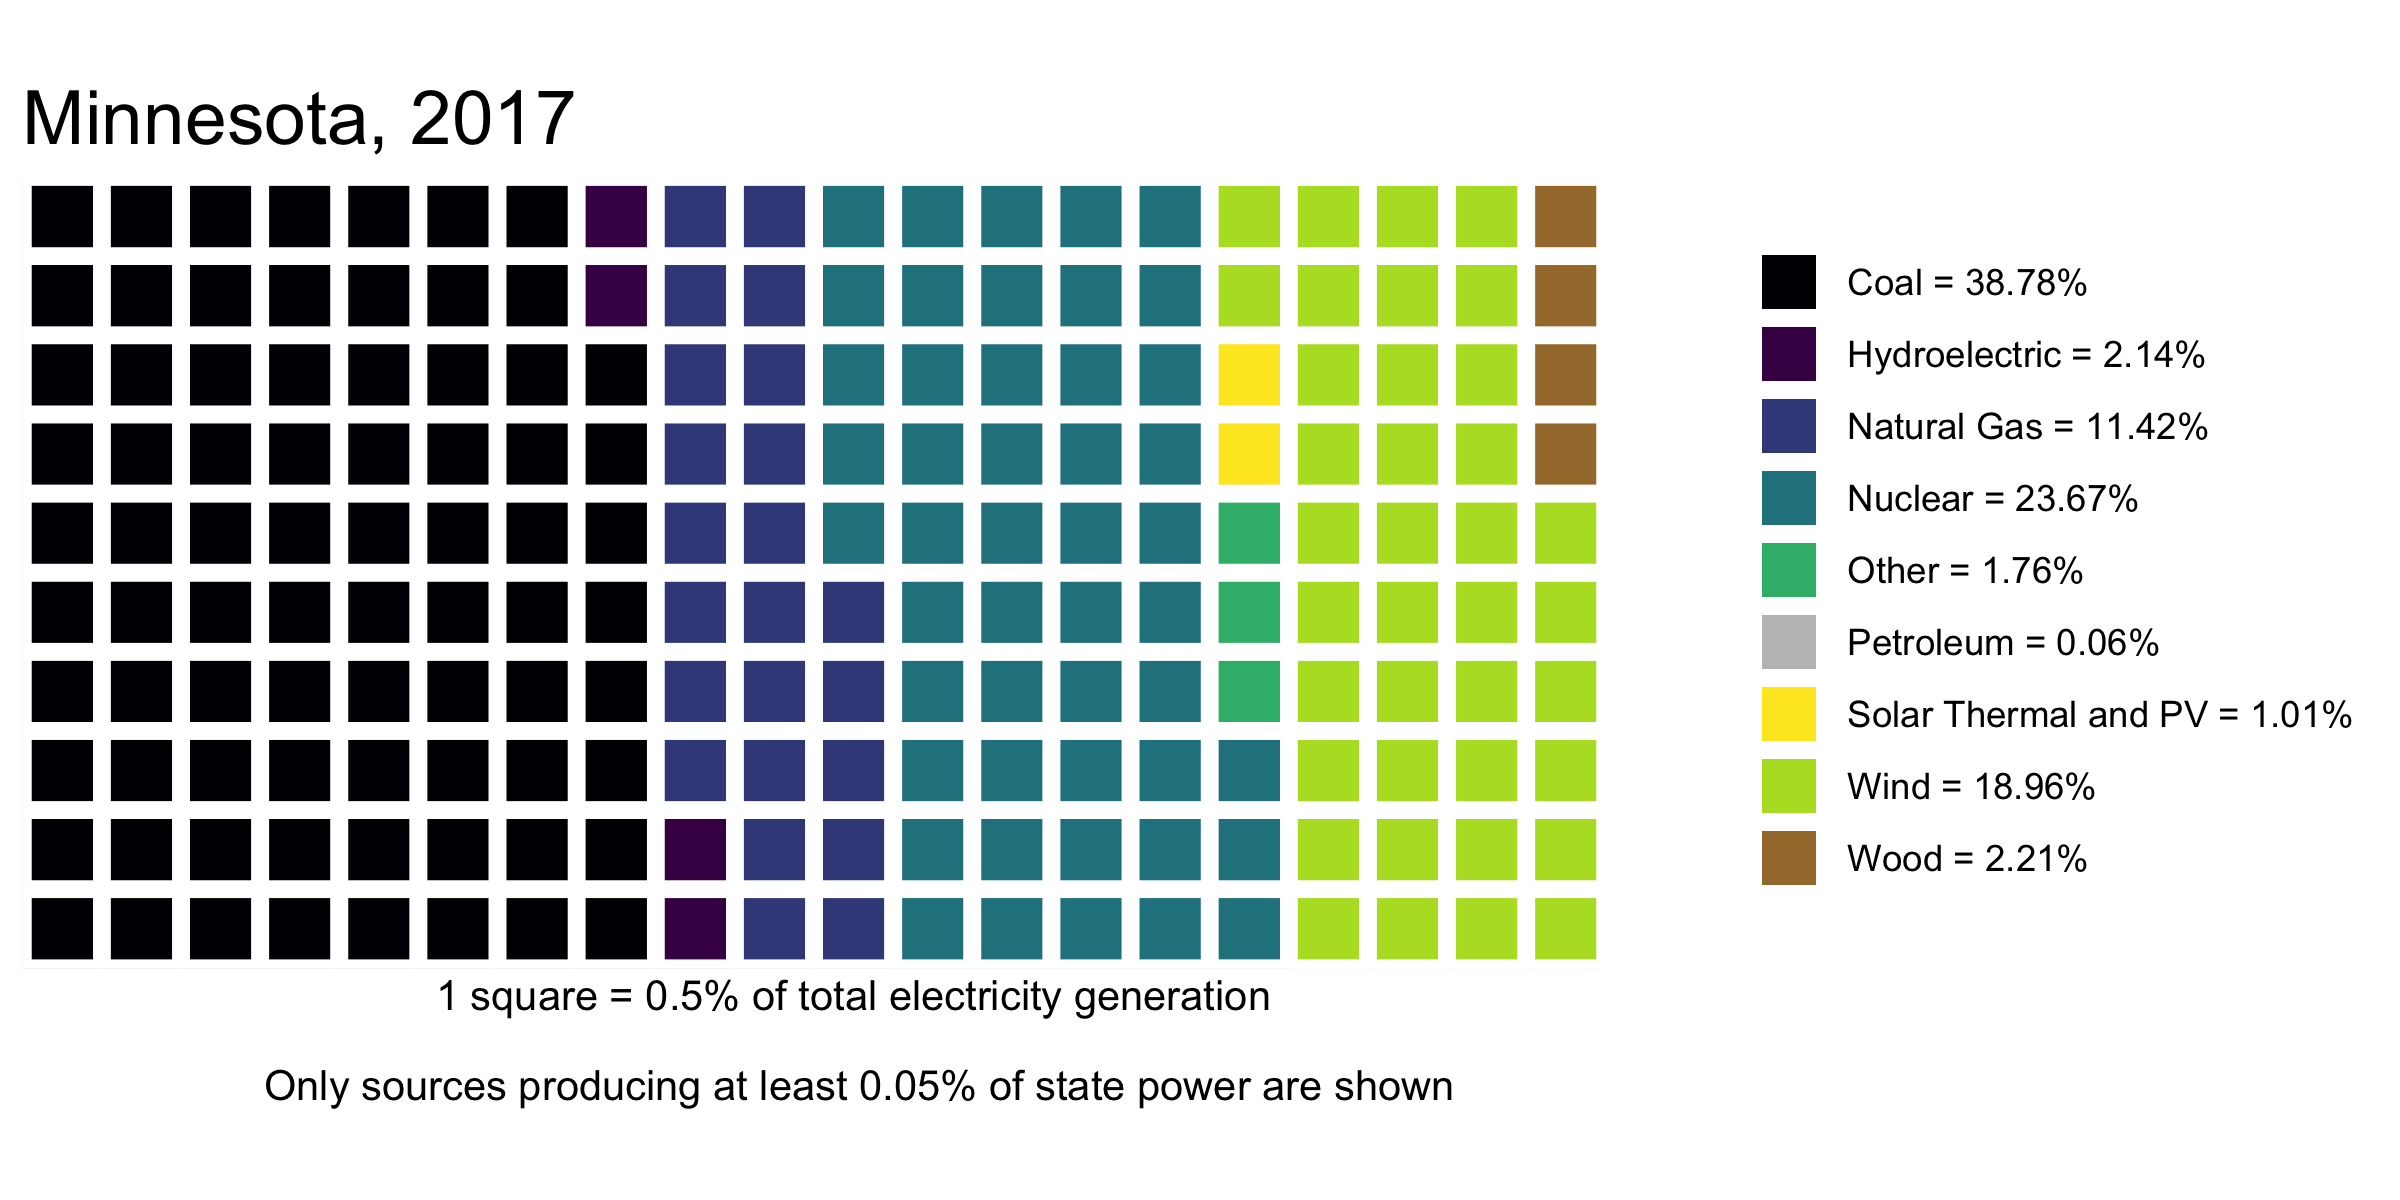 Minnesota, 2017
Coal = 38.78%
Hydroelectric = 2.14%
Natural Gas = 11.42%
Nuclear = 23.67%
Other = 1.76%
Petroleum = 0.06%
Solar Thermal and PV = 1.01%
Wind = 18.96%
Wood = 2.21%
1 square = 0.5% of total electricity generation
Only sources producing at least 0.05% of state power are shown